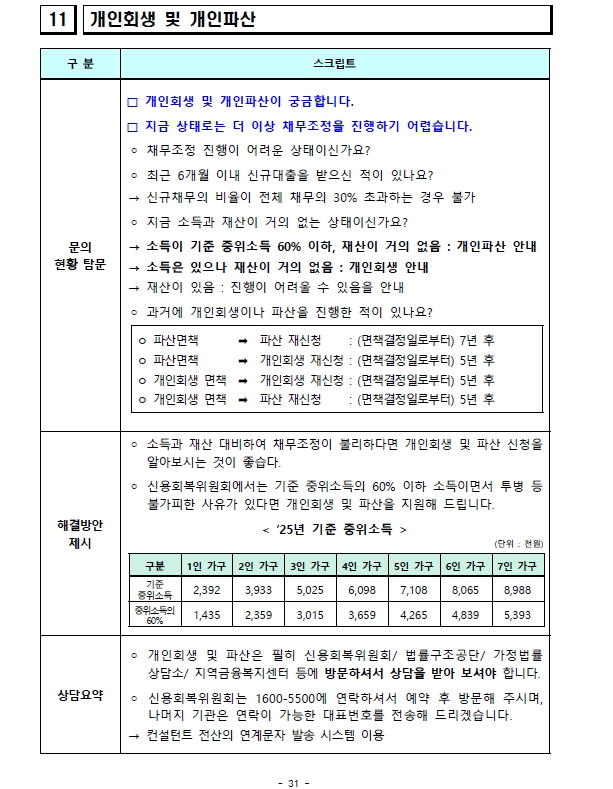 11 개인회생 및 개인파산
구 분 스크립트
문의
현황 탐문
□ 개인회생 및 개인파산이 궁금합니다.
□ 지금 상태로는 더 이상 채무조정을 진행하기 어렵습니다.
○ 채무조정 진행이 어려운 상태이신가요?
○ 최근 6개월 이내 신규대출을 받으신 적이 있나요?
→ 신규채무의 비율이 전체 채무의 30% 초과하는 경우 불가
○ 지금 소득과 재산이 거의 없는 상태이신가요?
→ 소득이 기준 중위소득 60% 이하, 재산이 거의 없음 : 개인파산 안내
→ 소득은 있으나 재산이 거의 없음 : 개인회생 안내
→ 재산이 있음 : 진행이 어려울 수 있음을 안내
○ 과거에 개인회생이나 파산을 진행한 적이 있나요?
○ 파산면책 ➡ 파산 재신청 : (면책결정일로부터) 7년 후
○ 파산면책 ➡ 개인회생 재신청 : (면책결정일로부터) 5년 후
○ 개인회생 면책 ➡ 개인회생 재신청 : (면책결정일로부터) 5년 후
○ 개인회생 면책 ➡ 파산 재신청 : (면책결정일로부터) 5년 후
해결방안
제시
○ 소득과 재산 대비하여 채무조정이 불리하다면 개인회생 및 파산 신청을
알아보시는 것이 좋습다.
○ 신용회복위원회에서는 기준 중위소득의 60% 이하 소득이면서 투병 등
불가피한 사유가 있다면 개인회생 및 파산을 지원해 드립니다.
< ’25년 기준 중위소득 >
(단위 : 천원)
구분 1인 가구 2인 가구 3인 가구 4인 가구 5인 가구 6인 가구 7인 가구
기준
중위소득 2,392 3,933 5,025 6,098 7,108 8,065 8,988
중위소득의
60% 1,435 2,359 3,015 3,659 4,265 4,839 5,393
상담요약
○ 개인회생 및 파산은 필히 신용회복위원회/ 법률구조공단/ 가정법률
상담소/ 지역금융복지센터 등에 방문하셔서 상담을 받아 보셔야 합니다.
○ 신용회복위원회는 1600-5500에 연락하셔서 예약 후 방문해 주시며,
나머지 기관은 연락이 가능한 대표번호를 전송해 드리겠습니다.
→ 컨설턴트 전산의 연계문자 발송 시스템 이용
- 31 -